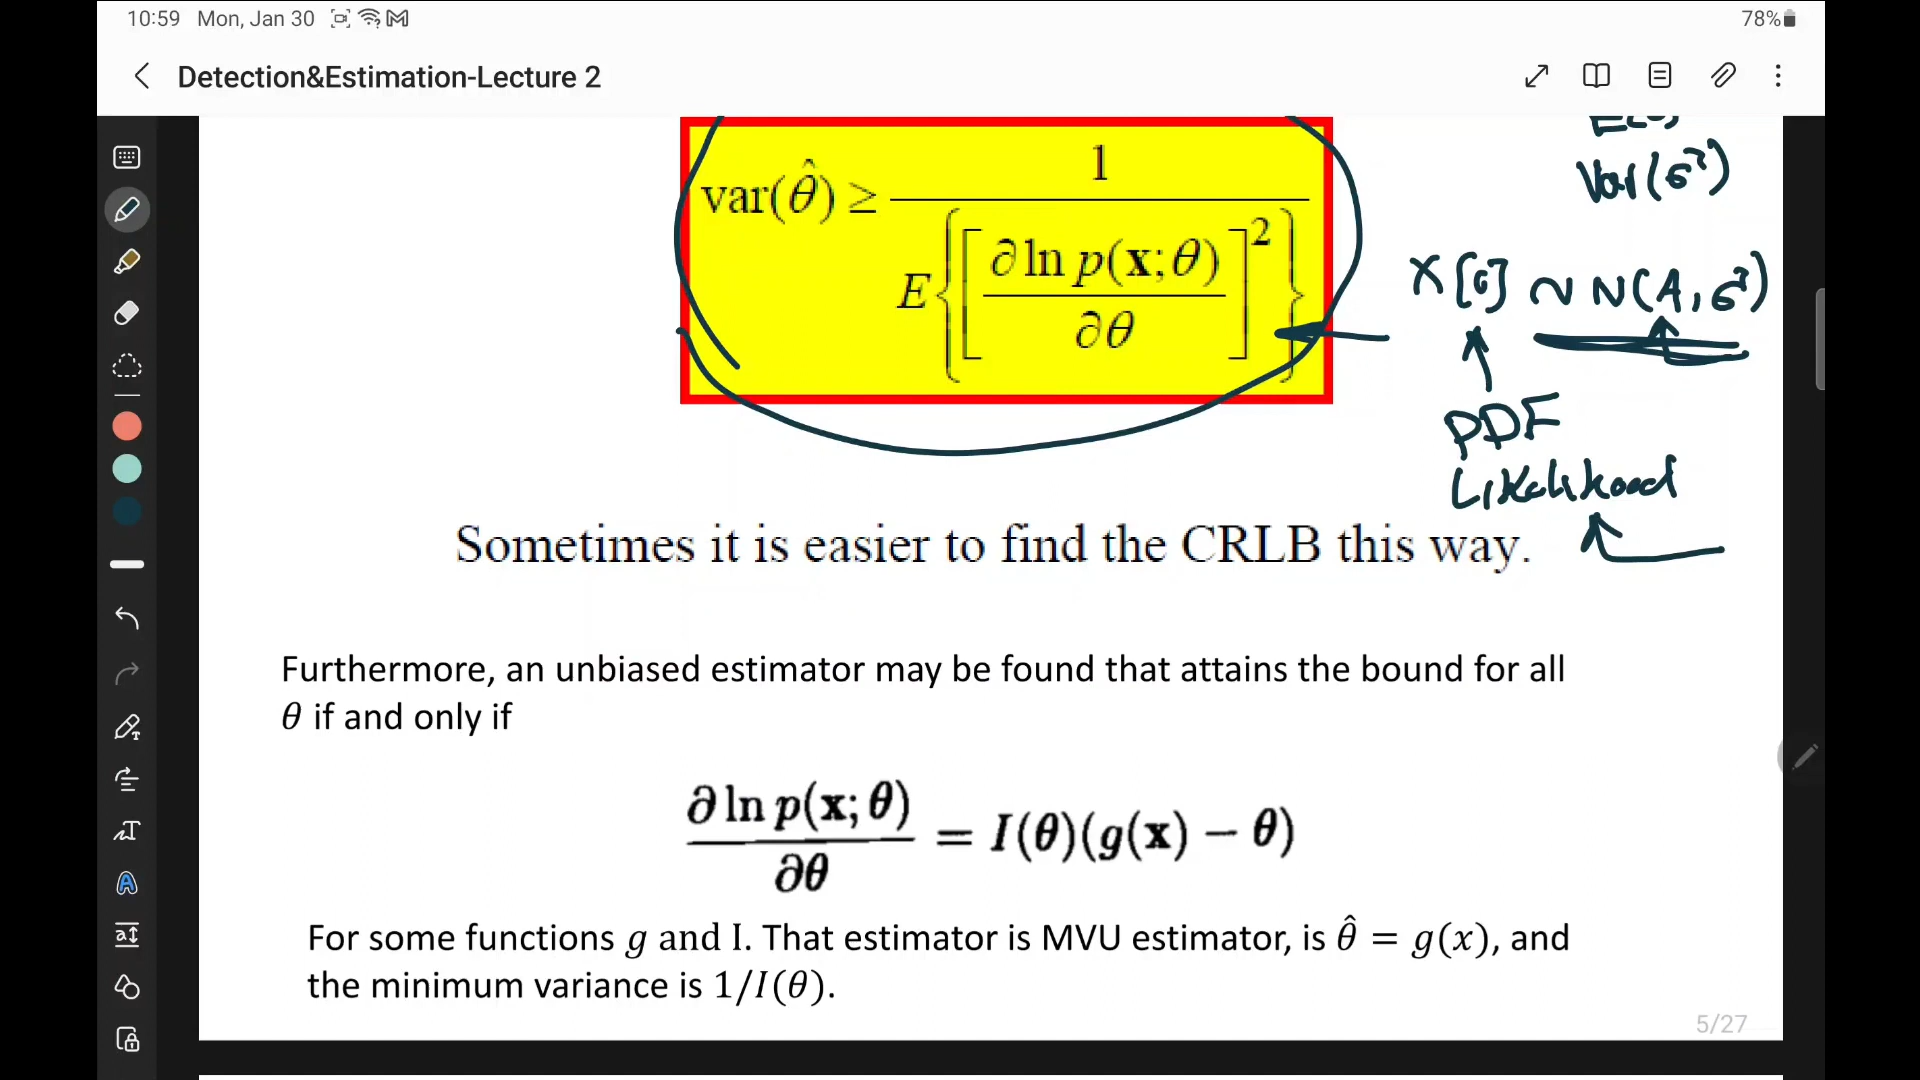 10:59 Mon, Jan 30
78%
Detection&Estimation-Lecture 2
Var(σ²)
var(θ̂) ≥ 1 / E{[∂ ln p(x;θ) / ∂θ]²}
X[0] ~ N(A, σ²)
PDF
Likelihood
Sometimes it is easier to find the CRLB this way.
Furthermore, an unbiased estimator may be found that attains the bound for all
θ if and only if
∂ ln p(x; θ) / ∂θ = I(θ)(g(x) − θ)
For some functions g and I. That estimator is MVU estimator, is θ̂ = g(x), and
the minimum variance is 1/I(θ).
5/27